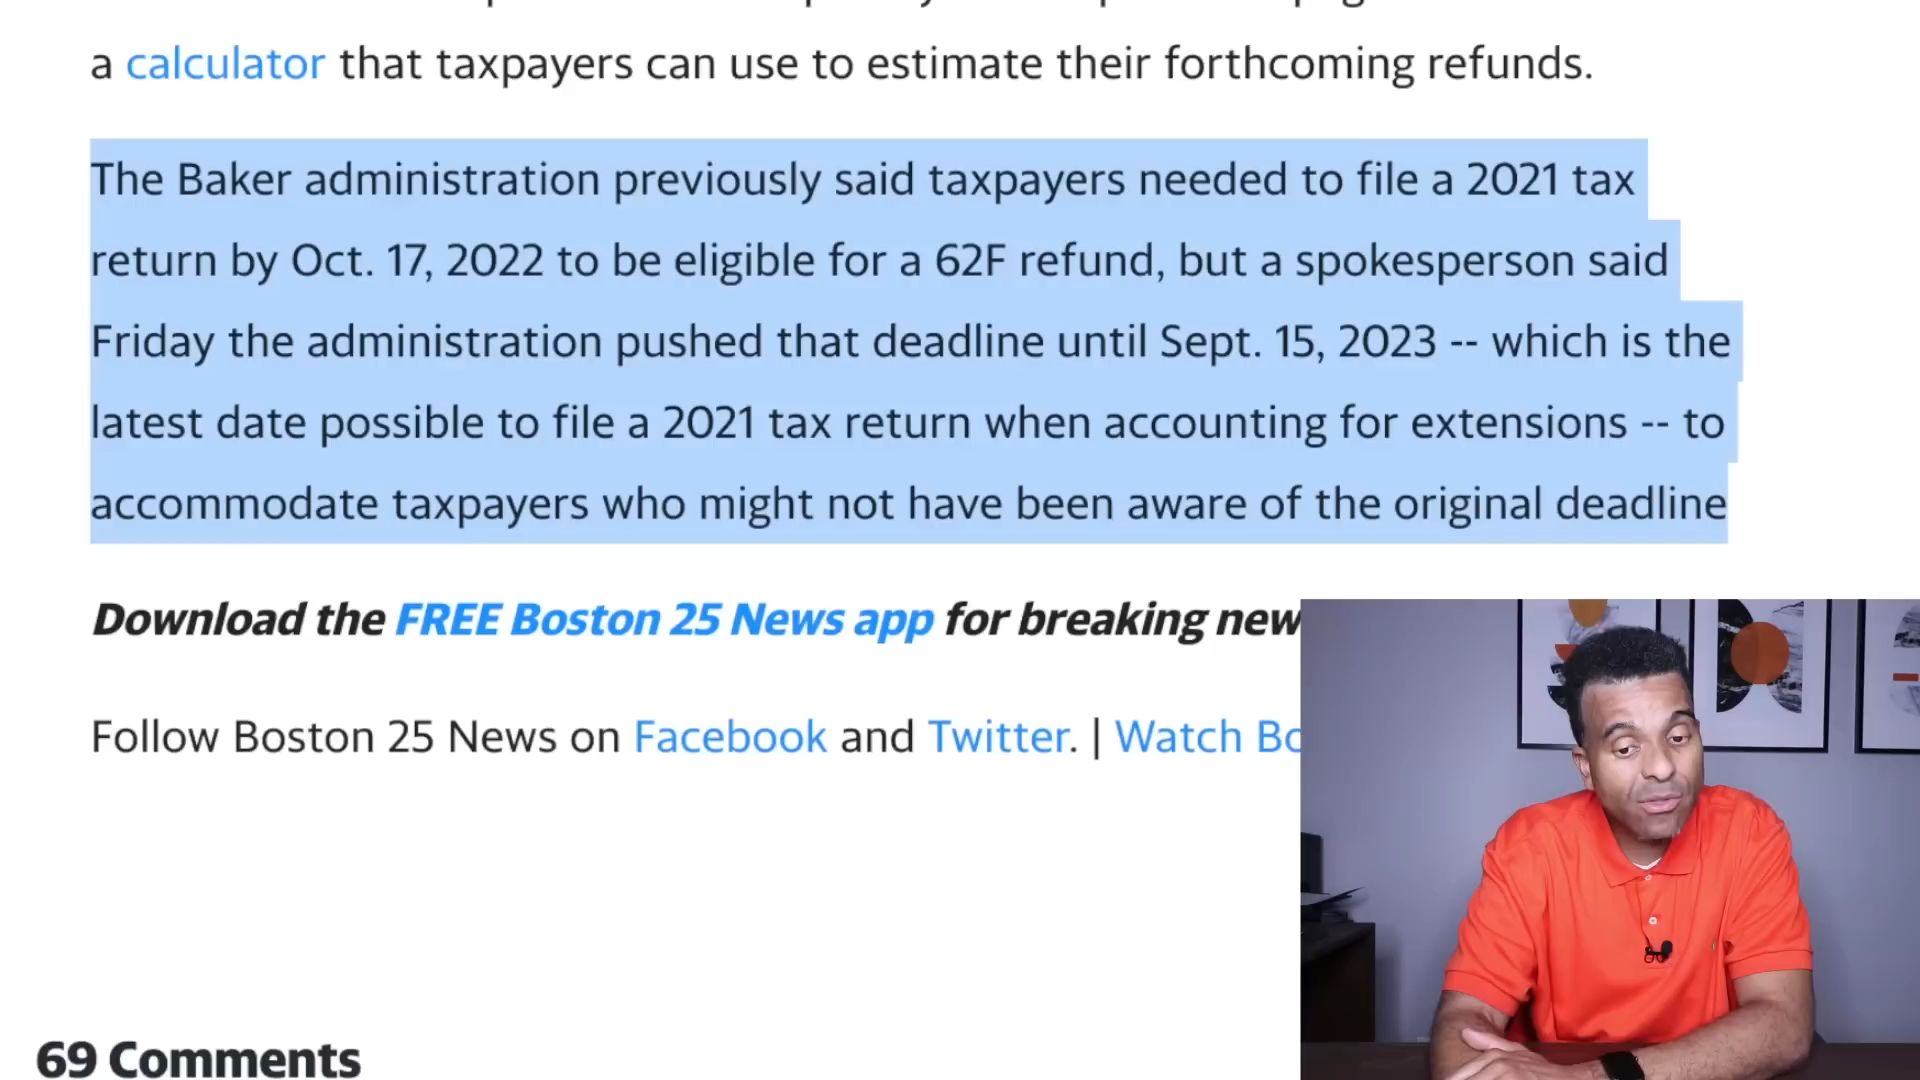 a calculator that taxpayers can use to estimate their forthcoming refunds.
The Baker administration previously said taxpayers needed to file a 2021 tax
return by Oct. 17, 2022 to be eligible for a 62F refund, but a spokesperson said
Friday the administration pushed that deadline until Sept. 15, 2023 -- which is the
latest date possible to file a 2021 tax return when accounting for extensions -- to
accommodate taxpayers who might not have been aware of the original deadline
Download the FREE Boston 25 News app for breaking new
Follow Boston 25 News on Facebook and Twitter. | Watch Bo
69 Comments